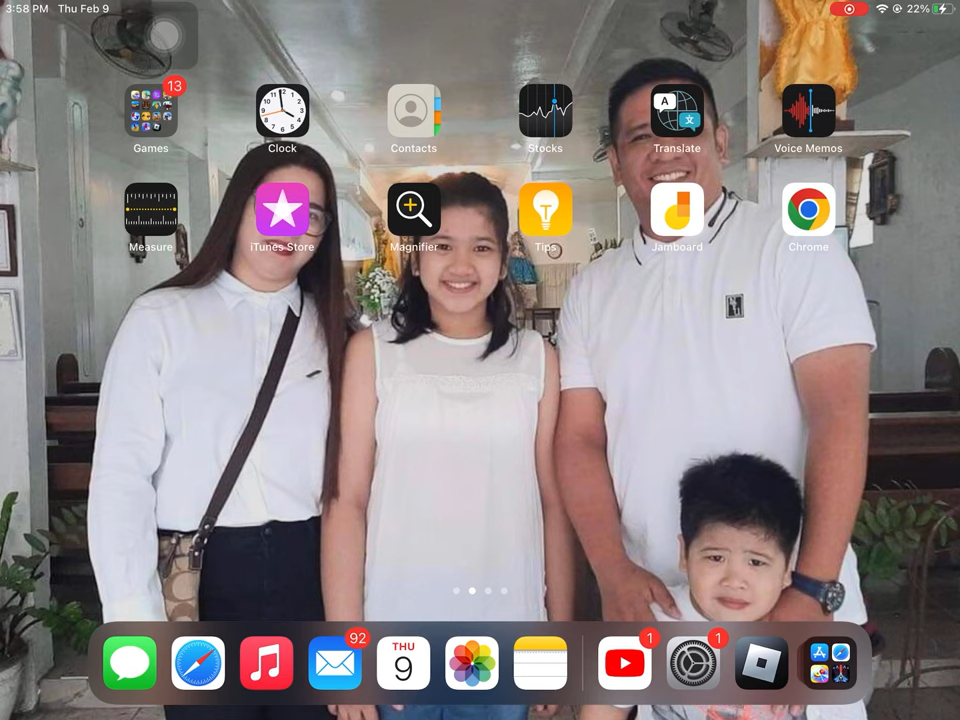 3:58 PM Thu Feb 9 22%
13
Games Clock Contacts Stocks Translate Voice Memos
Measure iTunes Store Magnifier Tips Jamboard Chrome
92 THU 1 1
9